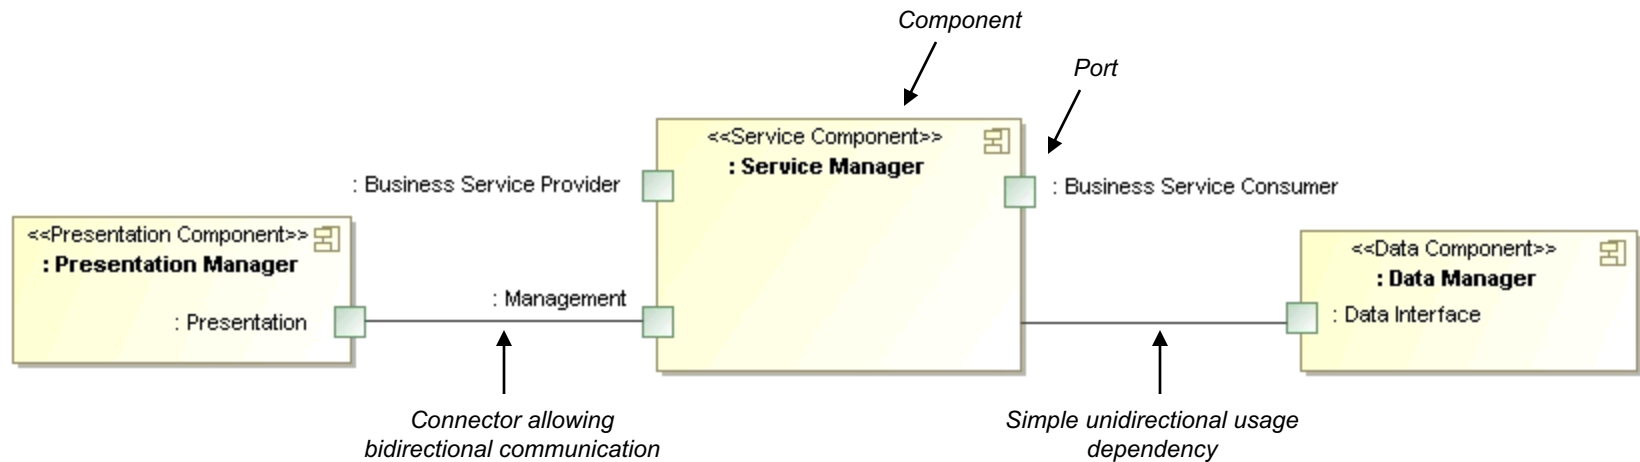 Component
Port
<<Service Component>>
: Service Manager
: Business Service Provider
: Business Service Consumer
<<Presentation Component>>
: Presentation Manager
<<Data Component>>
: Data Manager
: Management
: Presentation
: Data Interface
Connector allowing
bidirectional communication
Simple unidirectional usage
dependency